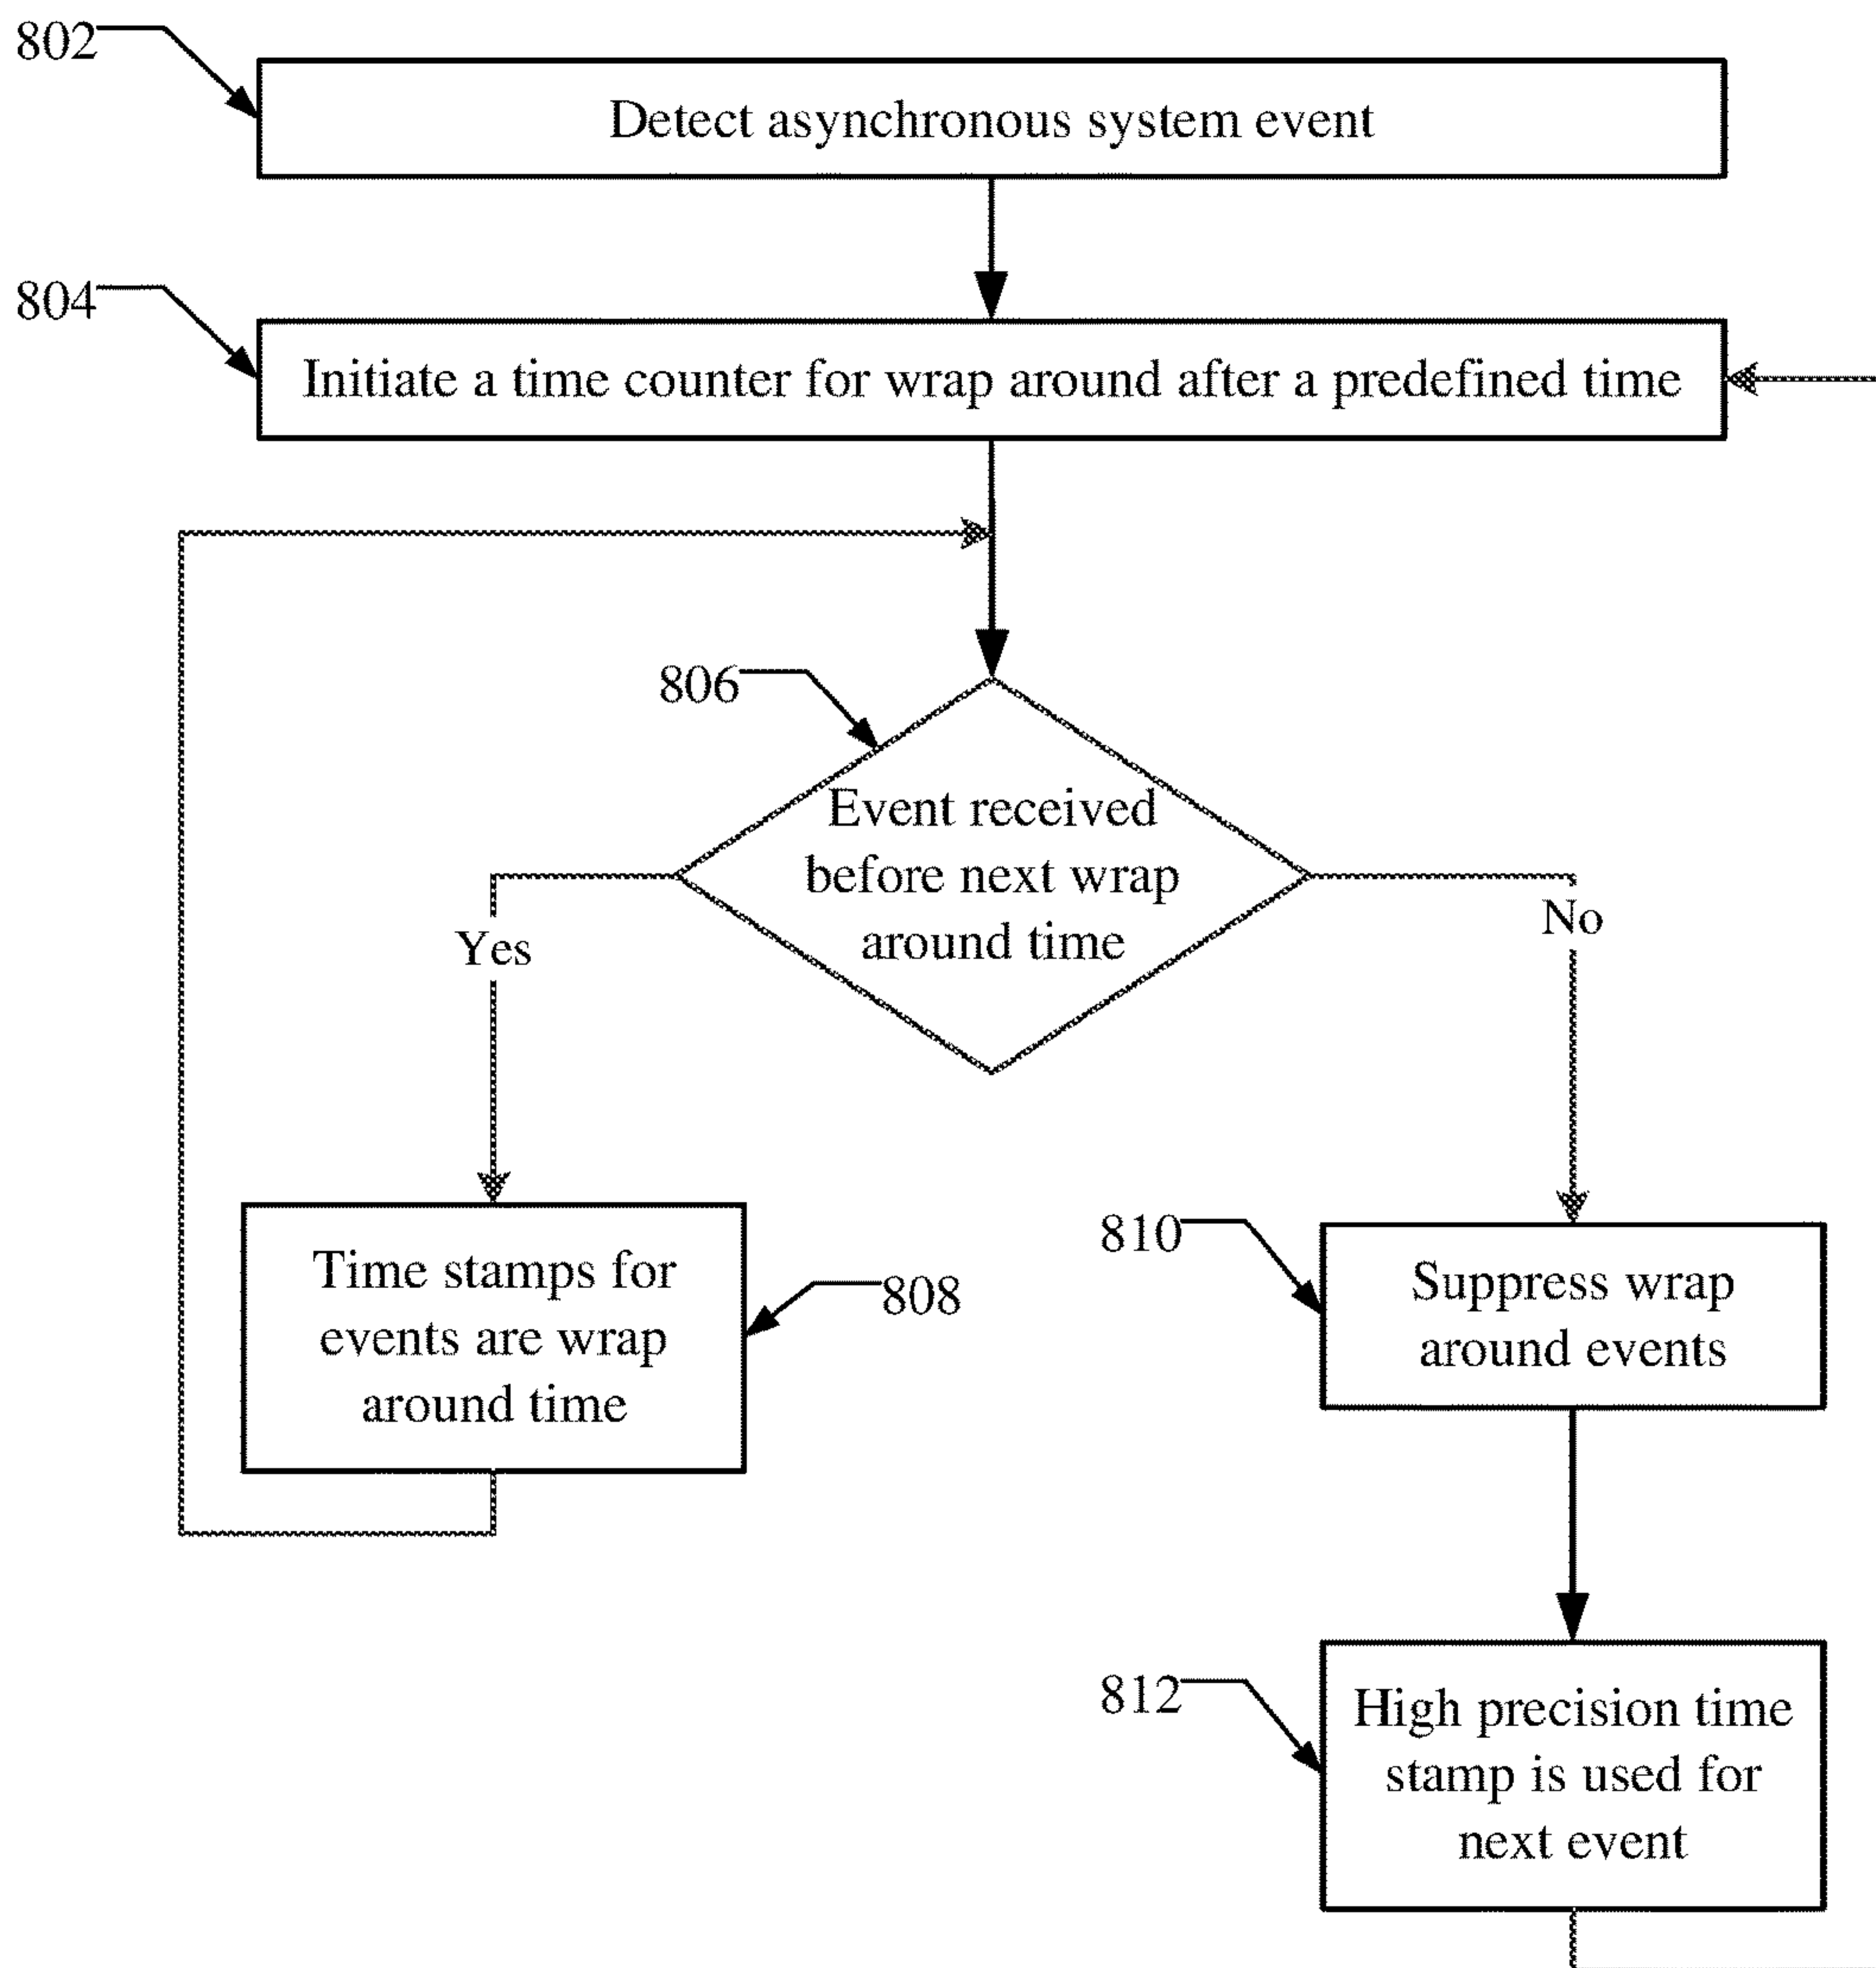 802
Detect asynchronous system event
804
Initiate a time counter for wrap around after a predefined time
806
Event received
before next wrap
around time
Yes
No
Time stamps for
events are wrap
around time
808
810
Suppress wrap
around events
812
High precision time
stamp is used for
next event